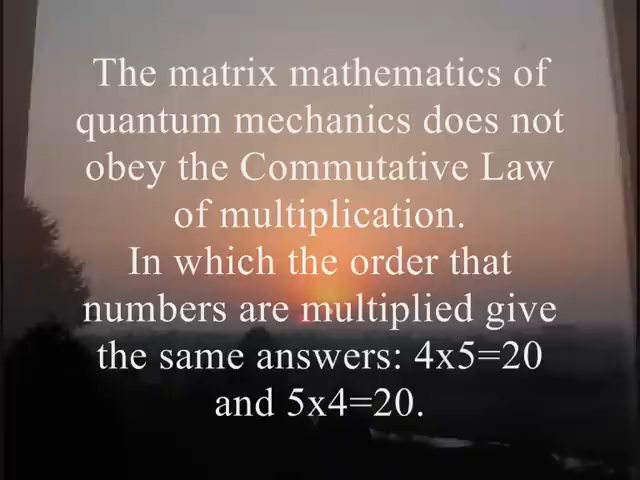 The matrix mathematics of
quantum mechanics does not
obey the Commutative Law
of multiplication.
In which the order that
numbers are multiplied give
the same answers: 4x5=20
and 5x4=20.